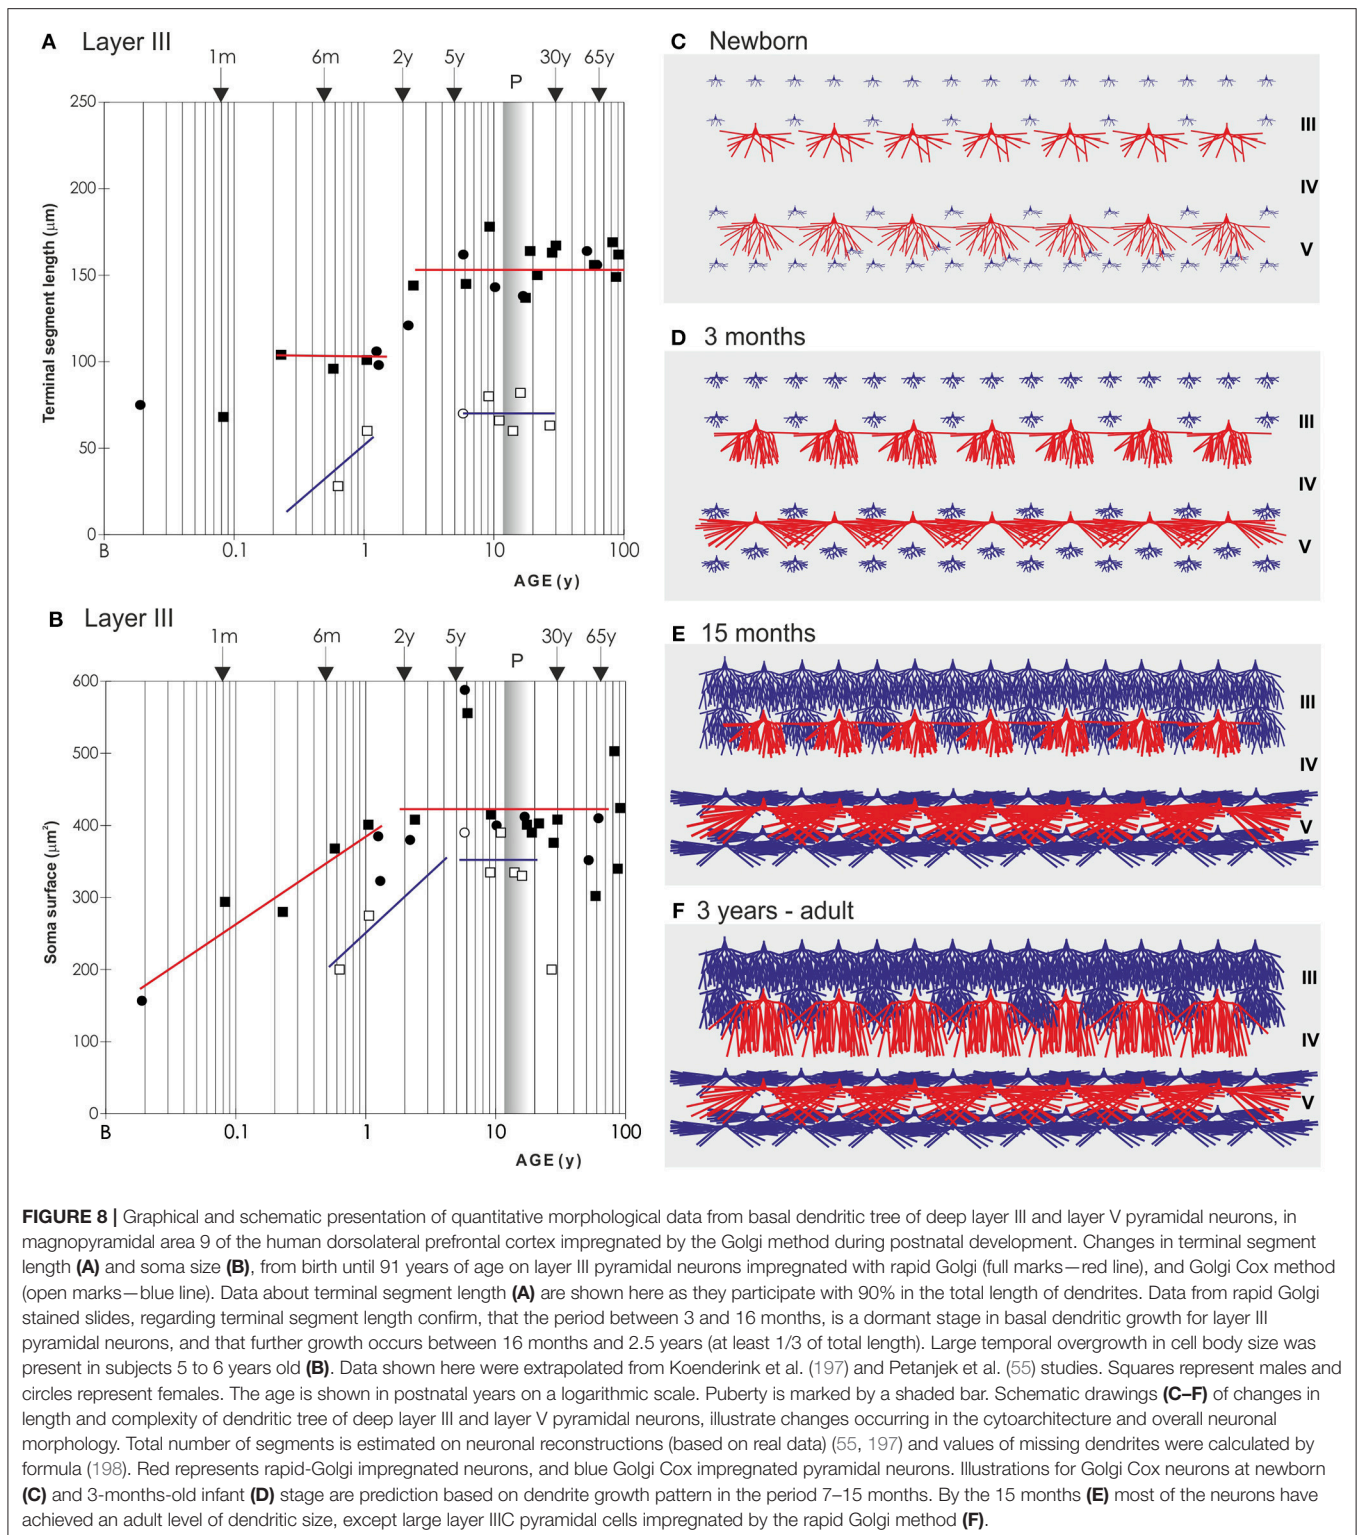 A Layer III
1m 6m 2y 5y P 30y 65y
250
200
150
100
50
0
Terminal segment length (μm)
B 0.1 1 10 100
AGE (y)
B Layer III
1m 6m 2y 5y P 30y 65y
600
500
400
300
200
100
0
Soma surface (μm²)
B 0.1 1 10 100
AGE (y)
C Newborn
III
IV
V
D 3 months
III
IV
V
E 15 months
III
IV
V
F 3 years - adult
III
IV
V
FIGURE 8 | Graphical and schematic presentation of quantitative morphological data from basal dendritic tree of deep layer III and layer V pyramidal neurons, in
magnopyramidal area 9 of the human dorsolateral prefrontal cortex impregnated by the Golgi method during postnatal development. Changes in terminal segment
length (A) and soma size (B), from birth until 91 years of age on layer III pyramidal neurons impregnated with rapid Golgi (full marks—red line), and Golgi Cox method
(open marks—blue line). Data about terminal segment length (A) are shown here as they participate with 90% in the total length of dendrites. Data from rapid Golgi
stained slides, regarding terminal segment length confirm, that the period between 3 and 16 months, is a dormant stage in basal dendritic growth for layer III
pyramidal neurons, and that further growth occurs between 16 months and 2.5 years (at least 1/3 of total length). Large temporal overgrowth in cell body size was
present in subjects 5 to 6 years old (B). Data shown here were extrapolated from Koenderink et al. (197) and Petanjek et al. (55) studies. Squares represent males and
circles represent females. The age is shown in postnatal years on a logarithmic scale. Puberty is marked by a shaded bar. Schematic drawings (C–F) of changes in
length and complexity of dendritic tree of deep layer III and layer V pyramidal neurons, illustrate changes occurring in the cytoarchitecture and overall neuronal
morphology. Total number of segments is estimated on neuronal reconstructions (based on real data) (55, 197) and values of missing dendrites were calculated by
formula (198). Red represents rapid-Golgi impregnated neurons, and blue Golgi Cox impregnated pyramidal neurons. Illustrations for Golgi Cox neurons at newborn
(C) and 3-months-old infant (D) stage are prediction based on dendrite growth pattern in the period 7–15 months. By the 15 months (E) most of the neurons have
achieved an adult level of dendritic size, except large layer IIIC pyramidal cells impregnated by the rapid Golgi method (F).